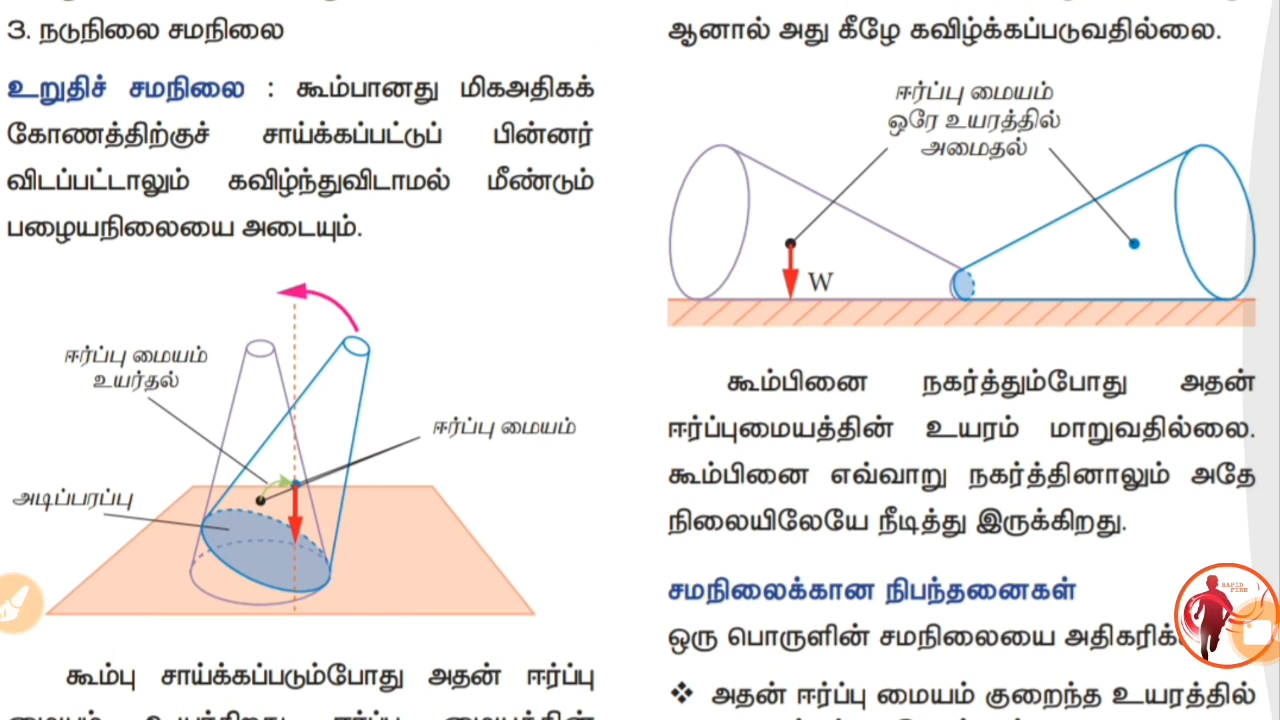 3. நடுநிலை சமநிலை
உறுதிச் சமநிலை : கூம்பானது மிகஅதிகக்
கோணத்திற்குச் சாய்க்கப்பட்டுப் பின்னர்
விடப்பட்டாலும் கவிழ்ந்துவிடாமல் மீண்டும்
பழையநிலையை அடையும்.
ஈர்ப்பு மையம்
உயர்தல்
ஈர்ப்பு மையம்
அடிப்பரப்பு
கூம்பு சாய்க்கப்படும்போது அதன் ஈர்ப்பு
ஆனால் அது கீழே கவிழ்க்கப்படுவதில்லை.
ஈர்ப்பு மையம்
ஒரே உயரத்தில்
அமைதல்
W
கூம்பினை நகர்த்தும்போது அதன்
ஈர்ப்புமையத்தின் உயரம் மாறுவதில்லை.
கூம்பினை எவ்வாறு நகர்த்தினாலும் அதே
நிலையிலேயே நீடித்து இருக்கிறது.
சமநிலைக்கான நிபந்தனைகள்
ஒரு பொருளின் சமநிலையை
❖ அதன் ஈர்ப்பு மையம் குறைந்த உயரத்தில்
RAPID
FIRE